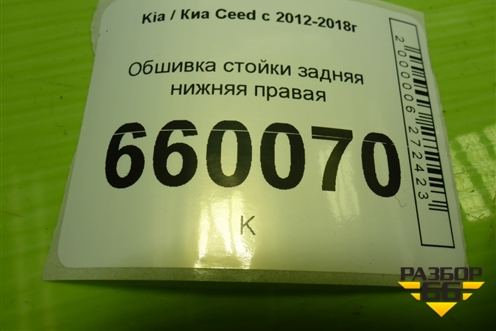 Kia / Киа Ceed с 2012-2018г
Обшивка стойки задняя
нижняя правая
660070
К
2000006272423
РАЗБОР
66